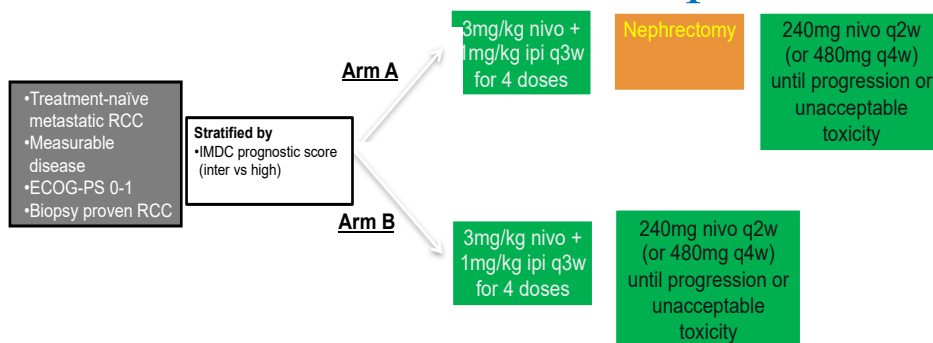 •Treatment-naïve
metastatic RCC
•Measurable
disease
•ECOG-PS 0-1
•Biopsy proven RCC
Stratified by
•IMDC prognostic score
(inter vs high)
Arm A
3mg/kg nivo +
1mg/kg ipi q3w
for 4 doses
Nephrectomy
240mg nivo q2w
(or 480mg q4w)
until progression or
unacceptable
toxicity
Arm B
3mg/kg nivo +
1mg/kg ipi q3w
for 4 doses
240mg nivo q2w
(or 480mg q4w)
until progression or
unacceptable
toxicity